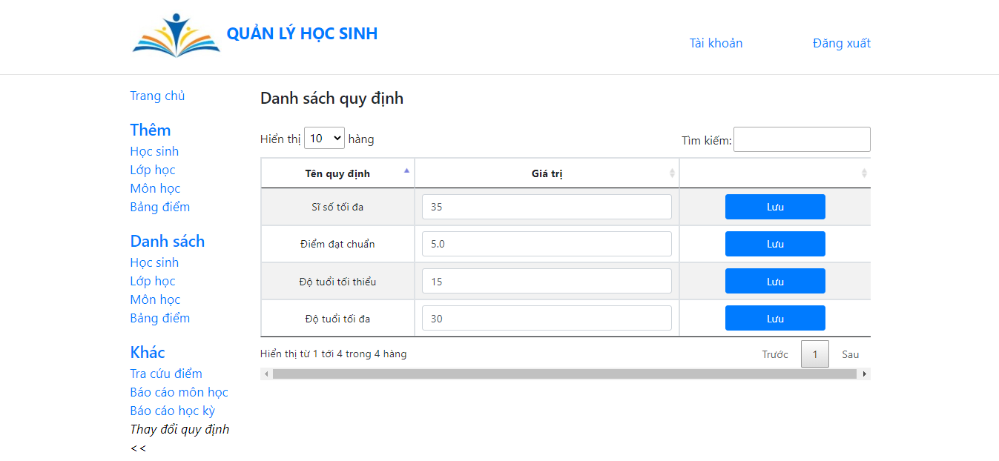 QUẢN LÝ HỌC SINH
Tài khoản
Đăng xuất
Trang chủ
Thêm
Học sinh
Lớp học
Môn học
Bảng điểm
Danh sách
Học sinh
Lớp học
Môn học
Bảng điểm
Khác
Tra cứu điểm
Báo cáo môn học
Báo cáo học kỳ
Thay đổi quy định
<<
Danh sách quy định
Hiển thị 10 hàng
Tìm kiếm:
Tên quy định Giá trị
Sĩ số tối đa 35 Lưu
Điểm đạt chuẩn 5.0 Lưu
Độ tuổi tối thiểu 15 Lưu
Độ tuổi tối đa 30 Lưu
Hiển thị từ 1 tới 4 trong 4 hàng
Trước 1 Sau